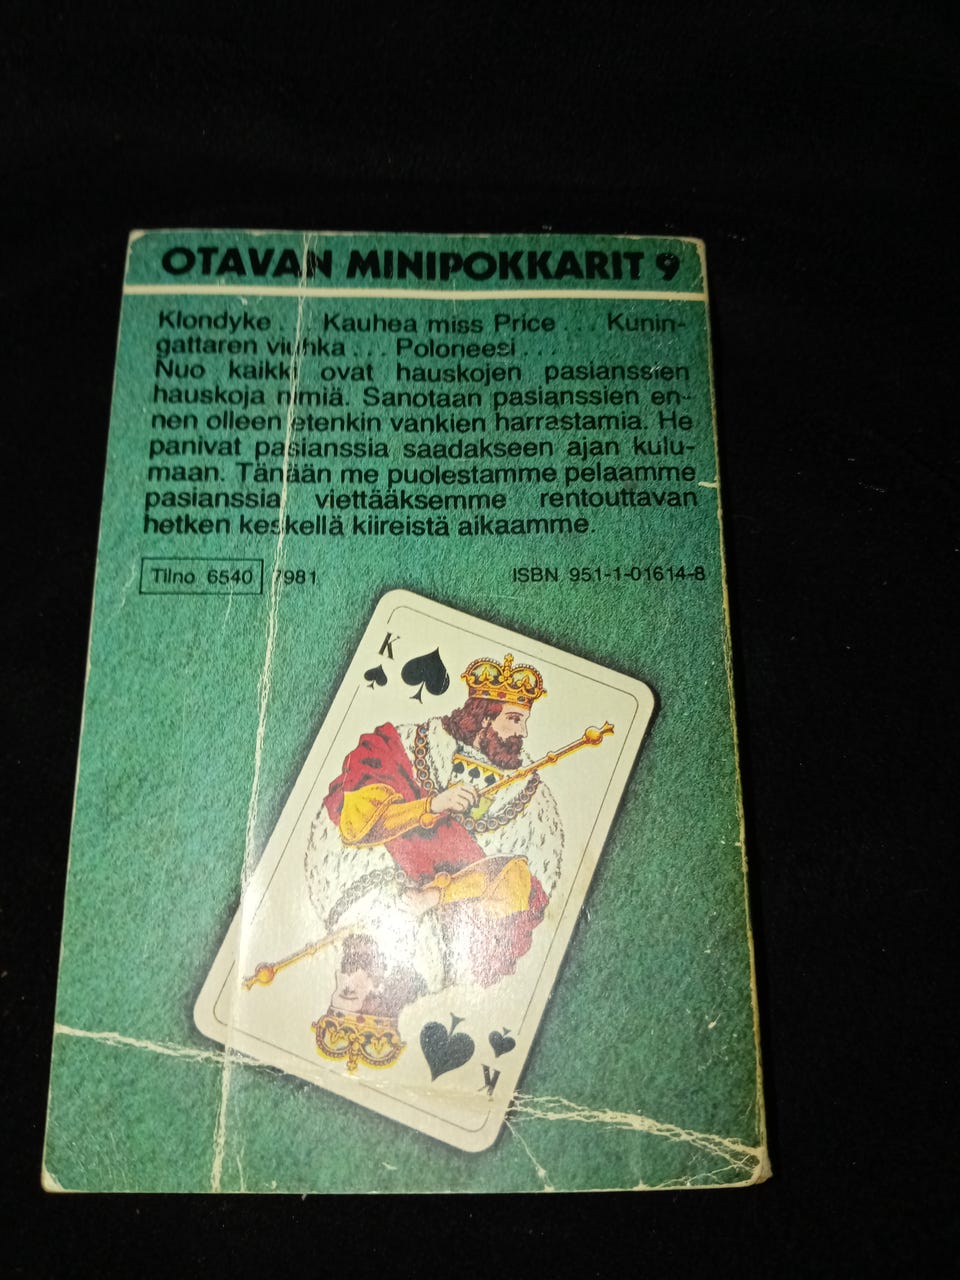 OTAVAN MINIPOKKARIT 9
Klondyke ... Kauhea miss Price ... Kunin-
gattaren viuhka ... Poloneesi ...
Nuo kaikki ovat hauskojen pasianssien
hauskoja nimiä. Sanotaan pasianssien en-
nen olleen etenkin vankien harrastamia. He
panivat pasianssia saadakseen ajan kulu-
maan. Tänään me puolestamme pelaamme
pasianssia viettääksemme rentouttavan
hetken keskellä kiireistä aikaamme.
Tilno 6540 7981 ISBN 951-1-01614-8
K
K